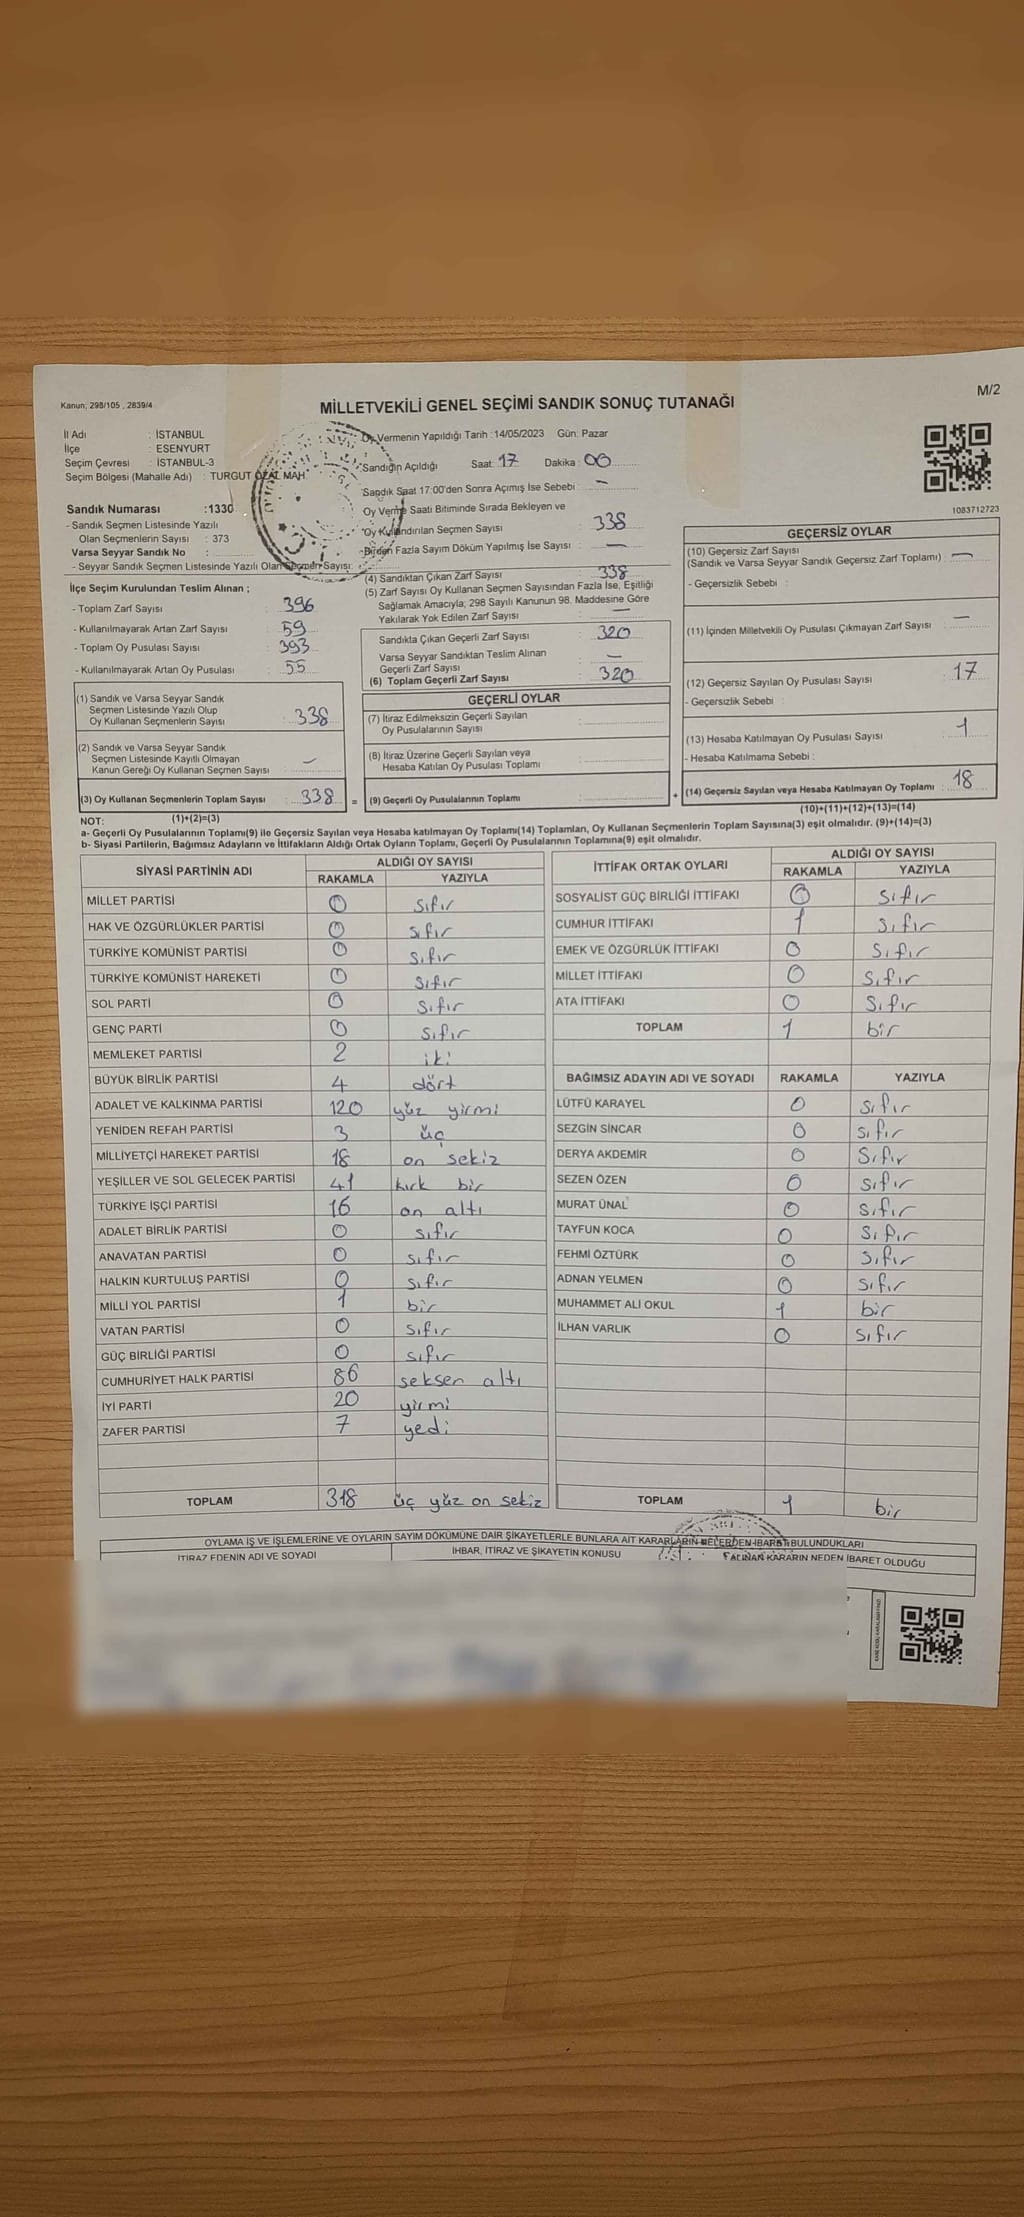 Kanun; 298/105 , 2839/4
MİLLETVEKİLİ GENEL SEÇİMİ SANDIK SONUÇ TUTANAĞI
M/2
İl Adı : İSTANBUL
İlçe : ESENYURT
Seçim Çevresi : İSTANBUL-3
Seçim Bölgesi (Mahalle Adı) : TURGUT ÖZAL MAH
Sandık Numarası :1330
- Sandık Seçmen Listesinde Yazılı
Olan Seçmenlerin Sayısı : 373
Varsa Seyyar Sandık No :
- Seyyar Sandık Seçmen Listesinde Yazılı Olan Seçmen Sayısı:
Oy Vermenin Yapıldığı Tarih :14/05/2023 Gün: Pazar
Sandığın Açıldığı Saat: 17 Dakika : 00
Sandık Saat 17:00'den Sonra Açımış İse Sebebi : –
Oy Verme Saati Bitiminde Sırada Bekleyen ve
Oy Kullandırılan Seçmen Sayısı : 338
-Birden Fazla Sayım Döküm Yapılmış İse Sayısı : –
(4) Sandıktan Çıkan Zarf Sayısı : 338
(5) Zarf Sayısı Oy Kullanan Seçmen Sayısından Fazla İse, Eşitliği
Sağlamak Amacıyla; 298 Sayılı Kanunun 98. Maddesine Göre
Yakılarak Yok Edilen Zarf Sayısı : –
Sandıkta Çıkan Geçerli Zarf Sayısı : 320
Varsa Seyyar Sandıktan Teslim Alınan
Geçerli Zarf Sayısı : –
(6) Toplam Geçerli Zarf Sayısı : 320
1083712723
İlçe Seçim Kurulundan Teslim Alınan ;
- Toplam Zarf Sayısı : 396
- Kullanılmayarak Artan Zarf Sayısı : 59
- Toplam Oy Pusulası Sayısı : 393
- Kullanılmayarak Artan Oy Pusulası : 55
(1) Sandık ve Varsa Seyyar Sandık
Seçmen Listesinde Yazılı Olup
Oy Kullanan Seçmenlerin Sayısı : 338
(2) Sandık ve Varsa Seyyar Sandık
Seçmen Listesinde Kayıtlı Olmayan
Kanun Gereği Oy Kullanan Seçmen Sayısı : –
(3) Oy Kullanan Seçmenlerin Toplam Sayısı : 338 =
GEÇERLİ OYLAR
(7) İtiraz Edilmeksizin Geçerli Sayılan
Oy Pusulalarının Sayısı :
(8) İtiraz Üzerine Geçerli Sayılan veya
Hesaba Katılan Oy Pusulası Toplamı :
(9) Geçerli Oy Pusulalarının Toplamı : +
GEÇERSİZ OYLAR
(10) Geçersiz Zarf Sayısı
(Sandık ve Varsa Seyyar Sandık Geçersiz Zarf Toplamı) : –
- Geçersizlik Sebebi :
(11) İçinden Milletvekili Oy Pusulası Çıkmayan Zarf Sayısı : –
(12) Geçersiz Sayılan Oy Pusulası Sayısı : 17
- Geçersizlik Sebebi :
(13) Hesaba Katılmayan Oy Pusulası Sayısı : 1
- Hesaba Katılmama Sebebi :
(14) Geçersiz Sayılan veya Hesaba Katılmayan Oy Toplamı : 18
NOT: (1)+(2)=(3) (10)+(11)+(12)+(13)=(14)
a- Geçerli Oy Pusulalarının Toplamı(9) ile Geçersiz Sayılan veya Hesaba katılmayan Oy Toplamı(14) Toplamları, Oy Kullanan Seçmenlerin Toplam Sayısına(3) eşit olmalıdır. (9)+(14)=(3)
b- Siyasi Partilerin, Bağımsız Adayların ve İttifakların Aldığı Ortak Oyların Toplamı, Geçerli Oy Pusulalarının Toplamına(9) eşit olmalıdır.
SİYASİ PARTİNİN ADI ALDIĞI OY SAYISI
RAKAMLA YAZIYLA
MİLLET PARTİSİ 0 sıfır
HAK VE ÖZGÜRLÜKLER PARTİSİ 0 sıfır
TÜRKİYE KOMÜNİST PARTİSİ 0 sıfır
TÜRKİYE KOMÜNİST HAREKETİ 0 sıfır
SOL PARTİ 0 sıfır
GENÇ PARTİ 0 sıfır
MEMLEKET PARTİSİ 2 iki
BÜYÜK BİRLİK PARTİSİ 4 dört
ADALET VE KALKINMA PARTİSİ 120 yüz yirmi
YENİDEN REFAH PARTİSİ 3 üç
MİLLİYETÇİ HAREKET PARTİSİ 18 on sekiz
YEŞİLLER VE SOL GELECEK PARTİSİ 41 kırk bir
TÜRKİYE İŞÇİ PARTİSİ 16 on altı
ADALET BİRLİK PARTİSİ 0 sıfır
ANAVATAN PARTİSİ 0 sıfır
HALKIN KURTULUŞ PARTİSİ 0 sıfır
MİLLİ YOL PARTİSİ 1 bir
VATAN PARTİSİ 0 sıfır
GÜÇ BİRLİĞİ PARTİSİ 0 sıfır
CUMHURİYET HALK PARTİSİ 86 seksen altı
İYİ PARTİ 20 yirmi
ZAFER PARTİSİ 7 yedi
TOPLAM 318 üç yüz on sekiz
İTTİFAK ORTAK OYLARI ALDIĞI OY SAYISI
RAKAMLA YAZIYLA
SOSYALİST GÜÇ BİRLİĞİ İTTİFAKI 0 sıfır
CUMHUR İTTİFAKI 1 sıfır
EMEK VE ÖZGÜRLÜK İTTİFAKI 0 sıfır
MİLLET İTTİFAKI 0 sıfır
ATA İTTİFAKI 0 sıfır
TOPLAM 1 bir
BAĞIMSIZ ADAYIN ADI VE SOYADI RAKAMLA YAZIYLA
LÜTFÜ KARAYEL 0 sıfır
SEZGİN SİNCAR 0 sıfır
DERYA AKDEMİR 0 sıfır
SEZEN ÖZEN 0 sıfır
MURAT ÜNAL 0 sıfır
TAYFUN KOCA 0 sıfır
FEHMİ ÖZTÜRK 0 sıfır
ADNAN YELMEN 0 sıfır
MUHAMMET ALİ OKUL 1 bir
İLHAN VARLIK 0 sıfır
TOPLAM 1 bir
OYLAMA İŞ VE İŞLEMLERİNE VE OYLARIN SAYIM DÖKÜMÜNE DAİR ŞİKAYETLERLE BUNLARA AİT KARARLARIN NELERDEN İBARET BULUNDUKLARI
İTİRAZ EDENİN ADI VE SOYADI İHBAR, İTİRAZ VE ŞİKAYETİN KONUSU ALINAN KARARIN NEDEN İBARET OLDUĞU